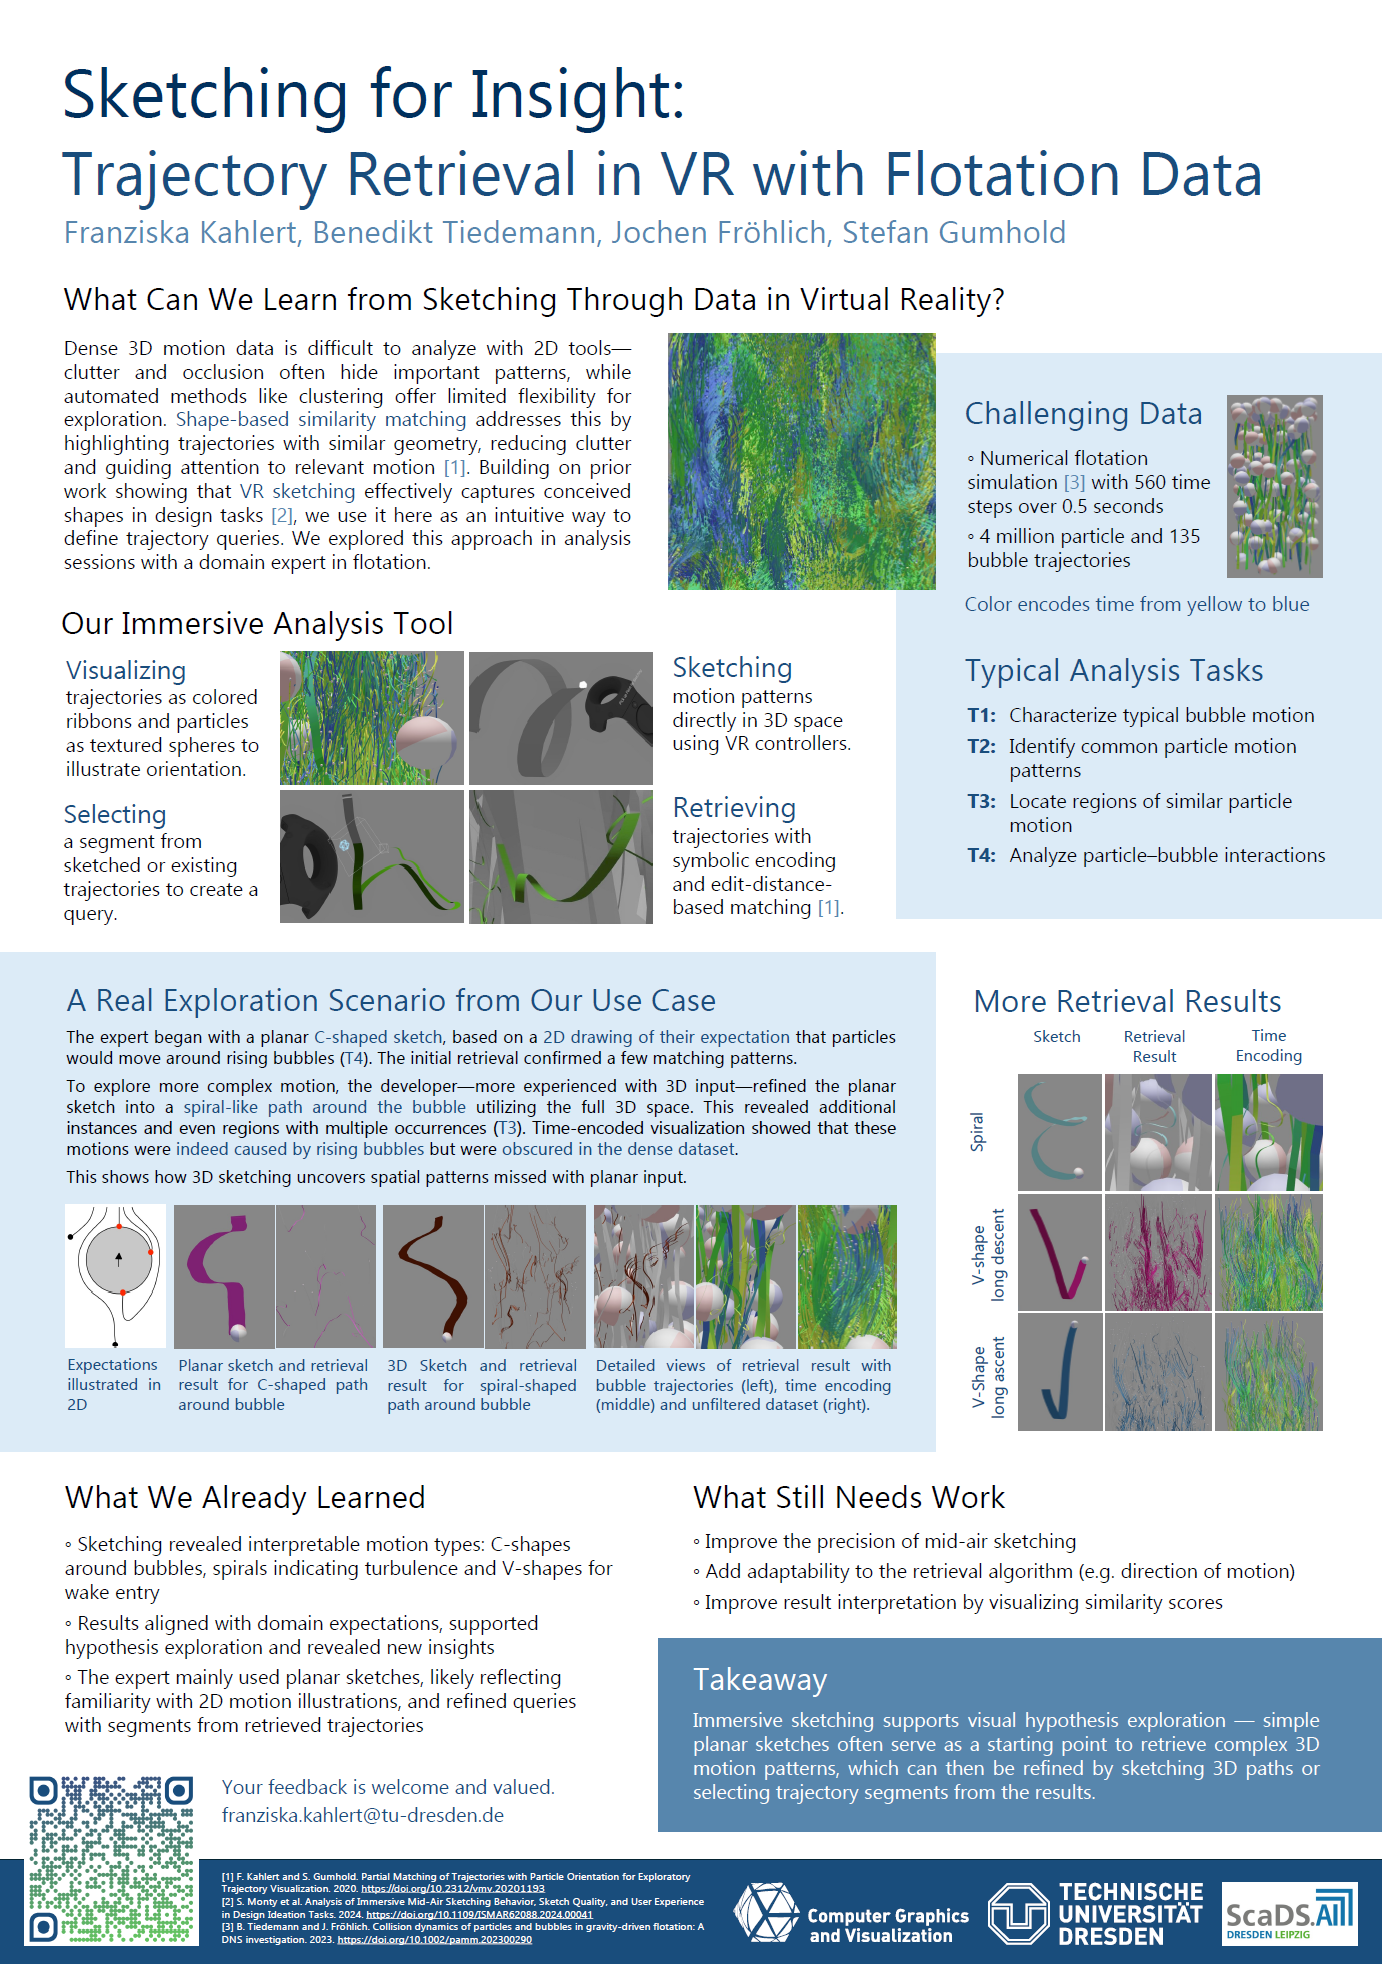 Sketching for Insight:
Trajectory Retrieval in VR with Flotation Data
Franziska Kahlert, Benedikt Tiedemann, Jochen Fröhlich, Stefan Gumhold
What Can We Learn from Sketching Through Data in Virtual Reality?
Dense 3D motion data is difficult to analyze with 2D tools—
clutter and occlusion often hide important patterns, while
automated methods like clustering offer limited flexibility for
exploration. Shape-based similarity matching addresses this by
highlighting trajectories with similar geometry, reducing clutter
and guiding attention to relevant motion [1]. Building on prior
work showing that VR sketching effectively captures conceived
shapes in design tasks [2], we use it here as an intuitive way to
define trajectory queries. We explored this approach in analysis
sessions with a domain expert in flotation.
Challenging Data
◦ Numerical flotation
simulation [3] with 560 time
steps over 0.5 seconds
◦ 4 million particle and 135
bubble trajectories
Color encodes time from yellow to blue
Our Immersive Analysis Tool
Visualizing
trajectories as colored
ribbons and particles
as textured spheres to
illustrate orientation.
Sketching
motion patterns
directly in 3D space
using VR controllers.
Selecting
a segment from
sketched or existing
trajectories to create a
query.
Retrieving
trajectories with
symbolic encoding
and edit-distance-
based matching [1].
Typical Analysis Tasks
T1: Characterize typical bubble motion
T2: Identify common particle motion
patterns
T3: Locate regions of similar particle
motion
T4: Analyze particle–bubble interactions
A Real Exploration Scenario from Our Use Case
The expert began with a planar C-shaped sketch, based on a 2D drawing of their expectation that particles
would move around rising bubbles (T4). The initial retrieval confirmed a few matching patterns.
To explore more complex motion, the developer—more experienced with 3D input—refined the planar
sketch into a spiral-like path around the bubble utilizing the full 3D space. This revealed additional
instances and even regions with multiple occurrences (T3). Time-encoded visualization showed that these
motions were indeed caused by rising bubbles but were obscured in the dense dataset.
This shows how 3D sketching uncovers spatial patterns missed with planar input.
Expectations
illustrated in
2D
Planar sketch and retrieval
result for C-shaped path
around bubble
3D Sketch and retrieval
result for spiral-shaped
path around bubble
Detailed views of retrieval result with
bubble trajectories (left), time encoding
(middle) and unfiltered dataset (right).
More Retrieval Results
Sketch
Retrieval
Result
Time
Encoding
Spiral
V-shape
long descent
V-Shape
long ascent
What We Already Learned
◦ Sketching revealed interpretable motion types: C-shapes
around bubbles, spirals indicating turbulence and V-shapes for
wake entry
◦ Results aligned with domain expectations, supported
hypothesis exploration and revealed new insights
◦ The expert mainly used planar sketches, likely reflecting
familiarity with 2D motion illustrations, and refined queries
with segments from retrieved trajectories
What Still Needs Work
◦ Improve the precision of mid-air sketching
◦ Add adaptability to the retrieval algorithm (e.g. direction of motion)
◦ Improve result interpretation by visualizing similarity scores
Takeaway
Immersive sketching supports visual hypothesis exploration — simple
planar sketches often serve as a starting point to retrieve complex 3D
motion patterns, which can then be refined by sketching 3D paths or
selecting trajectory segments from the results.
Your feedback is welcome and valued.
franziska.kahlert@tu-dresden.de
[1] F. Kahlert and S. Gumhold. Partial Matching of Trajectories with Particle Orientation for Exploratory
Trajectory Visualization. 2020. https://doi.org/10.2312/vmv.20201193
[2] S. Monty et al. Analysis of Immersive Mid-Air Sketching Behavior, Sketch Quality, and User Experience
in Design Ideation Tasks. 2024. https://doi.org/10.1109/ISMAR62088.2024.00041
[3] B. Tiedemann and J. Fröhlich. Collision dynamics of particles and bubbles in gravity-driven flotation: A
DNS investigation. 2023. https://doi.org/10.1002/pamm.202300290
Computer Graphics
and Visualization
TECHNISCHE
UNIVERSITÄT
DRESDEN
ScaDS.AI
DRESDEN LEIPZIG